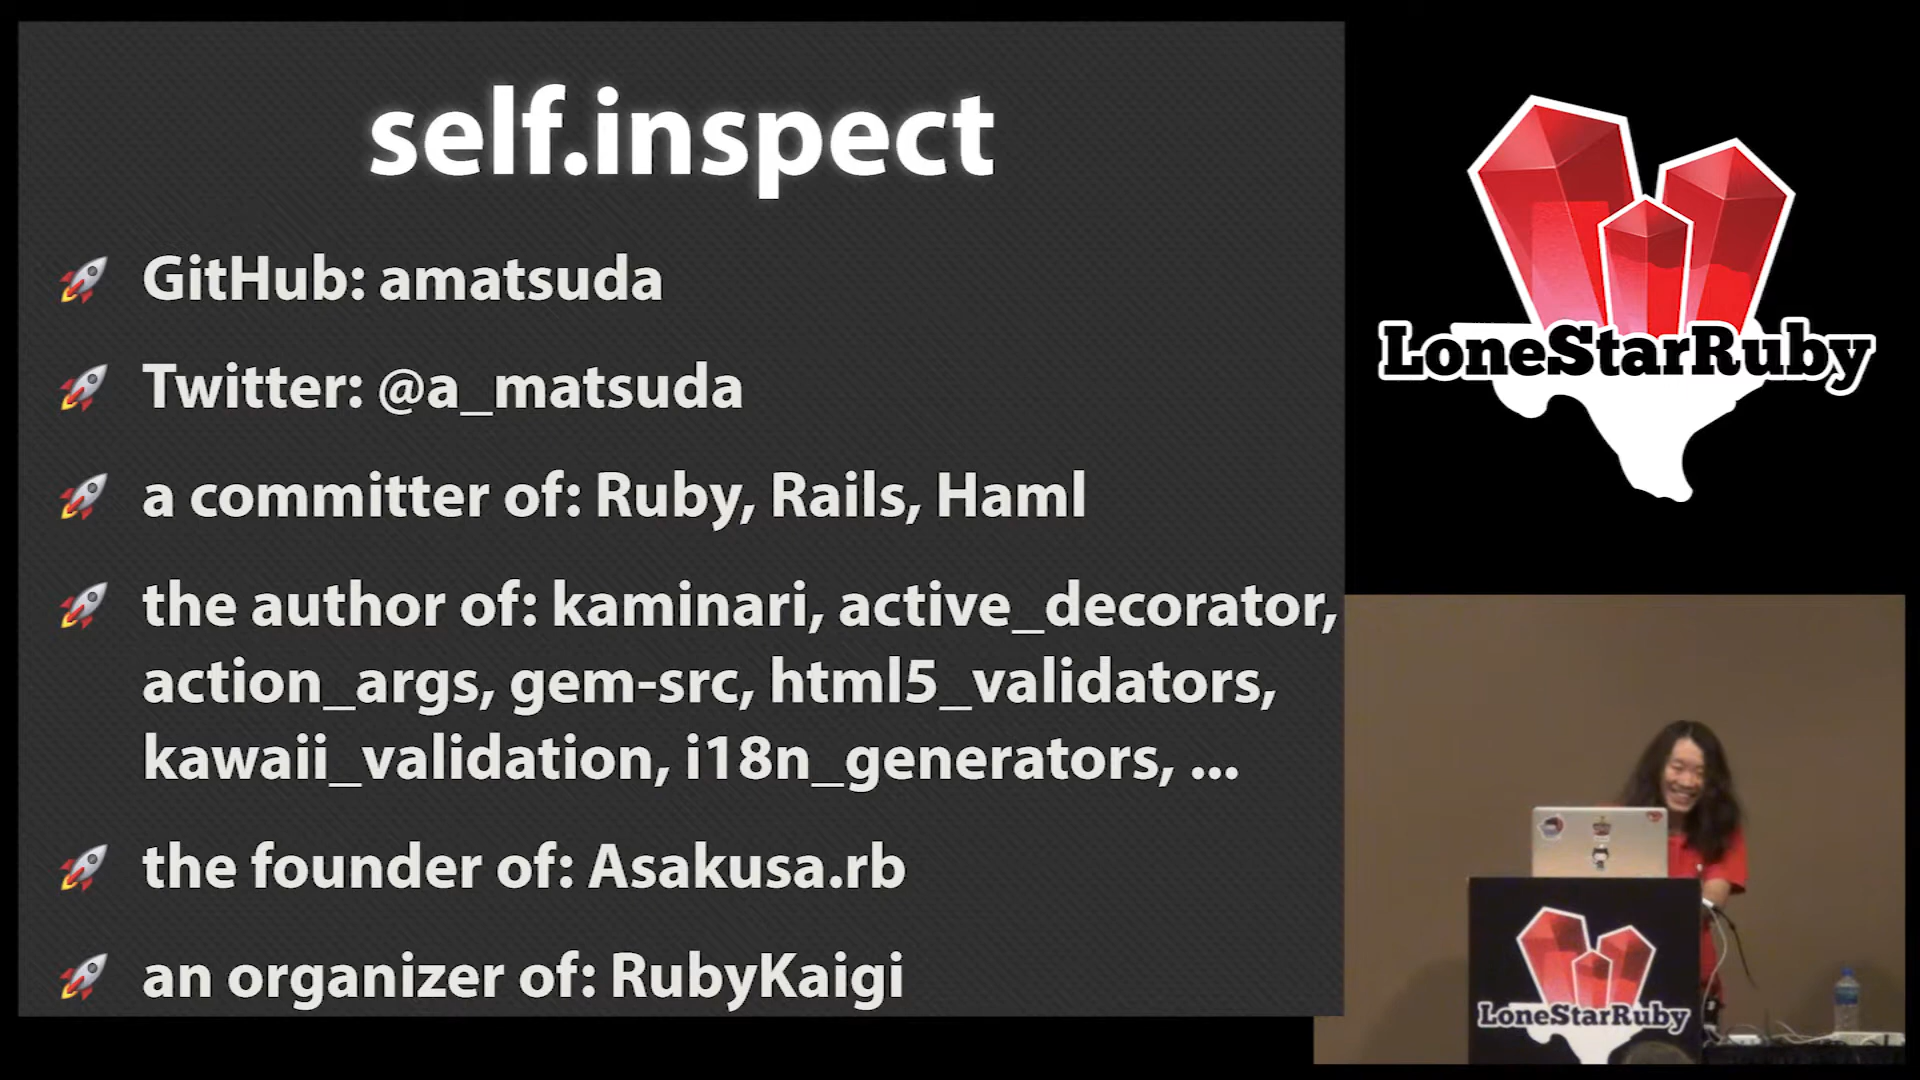 self.inspect
GitHub: amatsuda
Twitter: @a_matsuda
a committer of: Ruby, Rails, Haml
the author of: kaminari, active_decorator,
action_args, gem-src, html5_validators,
kawaii_validation, i18n_generators, ...
the founder of: Asakusa.rb
an organizer of: RubyKaigi
LoneStarRuby
LoneStarRuby